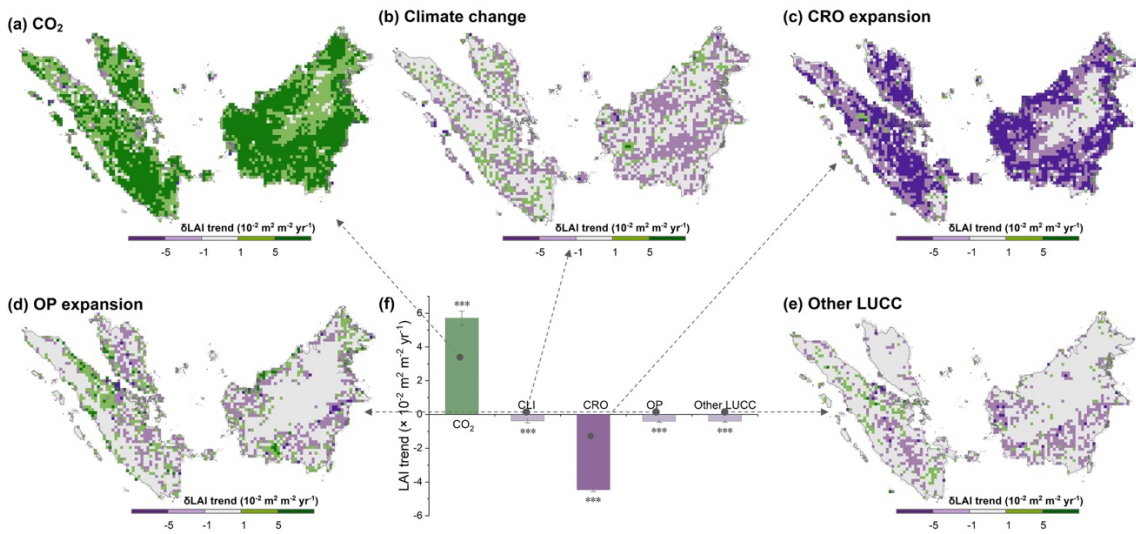 (a) CO₂
(b) Climate change
(c) CRO expansion
δLAI trend (10⁻² m² m⁻² yr⁻¹)
-5 -1 1 5
δLAI trend (10⁻² m² m⁻² yr⁻¹)
-5 -1 1 5
δLAI trend (10⁻² m² m⁻² yr⁻¹)
-5 -1 1 5
(d) OP expansion
(f)
(e) Other LUCC
LAI trend (× 10⁻² m² m⁻² yr⁻¹)
6
4
2
0
-2
-4
-6
***
CO₂
CLI
***
CRO
***
OP
***
Other LUCC
***
δLAI trend (10⁻² m² m⁻² yr⁻¹)
-5 -1 1 5
δLAI trend (10⁻² m² m⁻² yr⁻¹)
-5 -1 1 5